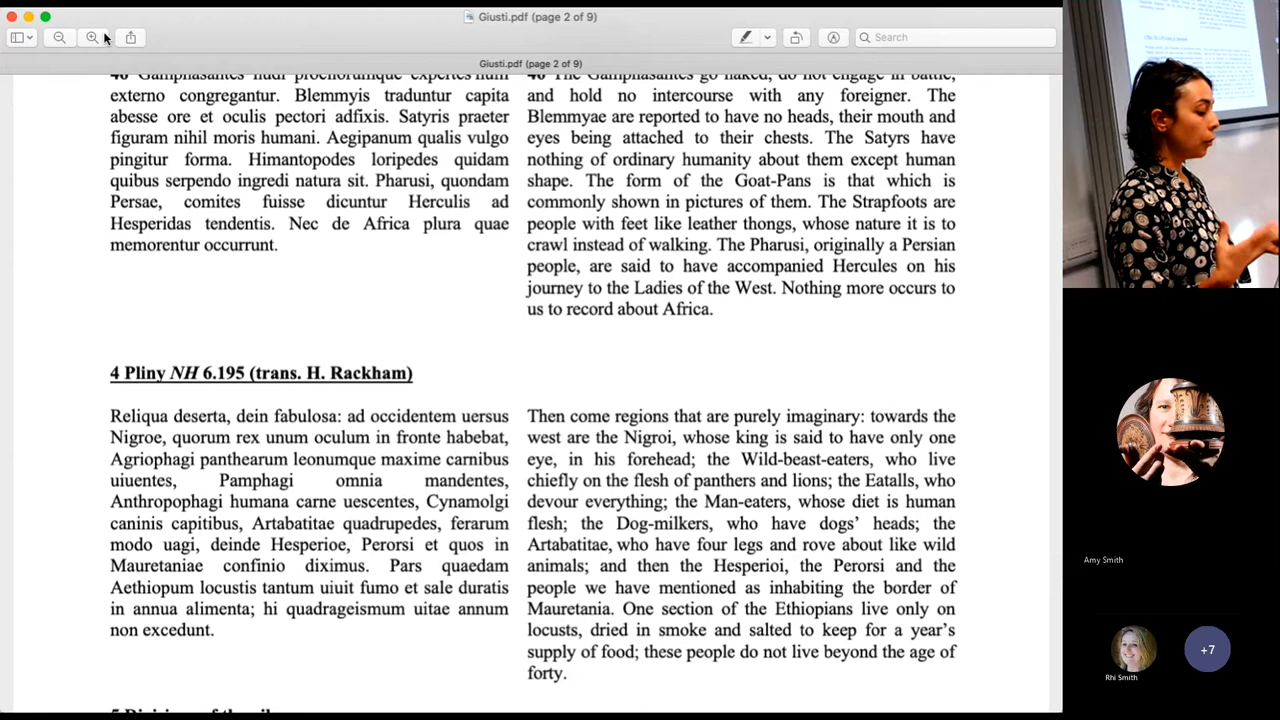 Giusti.pdf (page 2 of 9)
Search
Giusti.pdf (page 2 of 9)
externo congregantur. Blemmyis traduntur capita
abesse ore et oculis pectori adfixis. Satyris praeter
figuram nihil moris humani. Aegipanum qualis vulgo
pingitur forma. Himantopodes loripedes quidam
quibus serpendo ingredi natura sit. Pharusi, quondam
Persae, comites fuisse dicuntur Herculis ad
Hesperidas tendentis. Nec de Africa plura quae
memorentur occurrunt.
and hold no intercourse with any foreigner. The
Blemmyae are reported to have no heads, their mouth and
eyes being attached to their chests. The Satyrs have
nothing of ordinary humanity about them except human
shape. The form of the Goat-Pans is that which is
commonly shown in pictures of them. The Strapfoots are
people with feet like leather thongs, whose nature it is to
crawl instead of walking. The Pharusi, originally a Persian
people, are said to have accompanied Hercules on his
journey to the Ladies of the West. Nothing more occurs to
us to record about Africa.
4 Pliny NH 6.195 (trans. H. Rackham)
Reliqua deserta, dein fabulosa: ad occidentem uersus
Nigroe, quorum rex unum oculum in fronte habebat,
Agriophagi pantherarum leonumque maxime carnibus
uiuentes, Pamphagi omnia mandentes,
Anthropophagi humana carne uescentes, Cynamolgi
caninis capitibus, Artabatitae quadrupedes, ferarum
modo uagi, deinde Hesperioe, Perorsi et quos in
Mauretaniae confinio diximus. Pars quaedam
Aethiopum locustis tantum uiuit fumo et sale duratis
in annua alimenta; hi quadrageismum uitae annum
non excedunt.
Then come regions that are purely imaginary: towards the
west are the Nigroi, whose king is said to have only one
eye, in his forehead; the Wild-beast-eaters, who live
chiefly on the flesh of panthers and lions; the Eatalls, who
devour everything; the Man-eaters, whose diet is human
flesh; the Dog-milkers, who have dogs' heads; the
Artabatitae, who have four legs and rove about like wild
animals; and then the Hesperioi, the Perorsi and the
people we have mentioned as inhabiting the border of
Mauretania. One section of the Ethiopians live only on
locusts, dried in smoke and salted to keep for a year's
supply of food; these people do not live beyond the age of
forty.
Amy Smith
Rhi Smith
+7